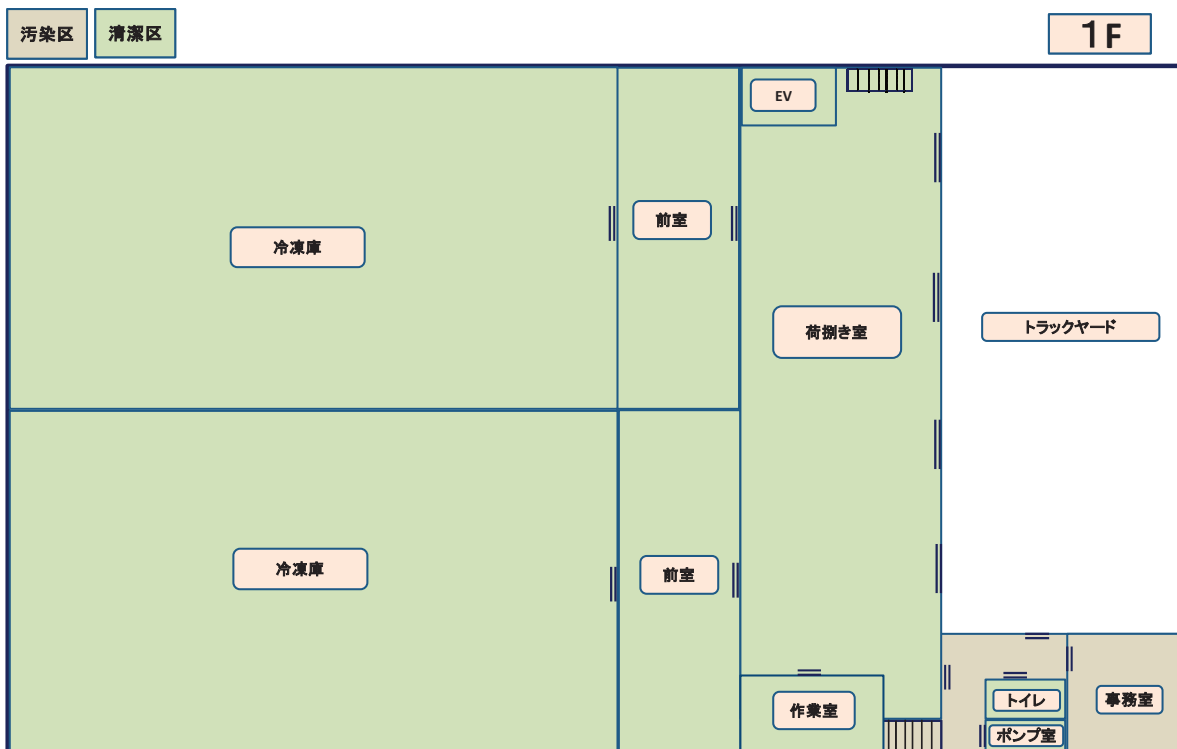 汚染区
清潔区
1F
EV
前室
冷凍庫
荷捌き室
トラックヤード
冷凍庫
前室
作業室
トイレ
事務室
ポンプ室